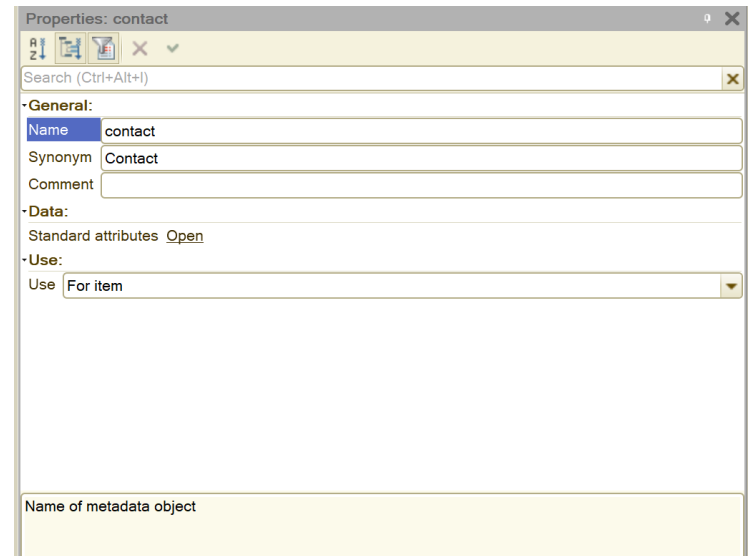 Properties: contact
Search (Ctrl+Alt+I)
General:
Name contact
Synonym Contact
Comment
Data:
Standard attributes Open
Use:
Use For item
Name of metadata object